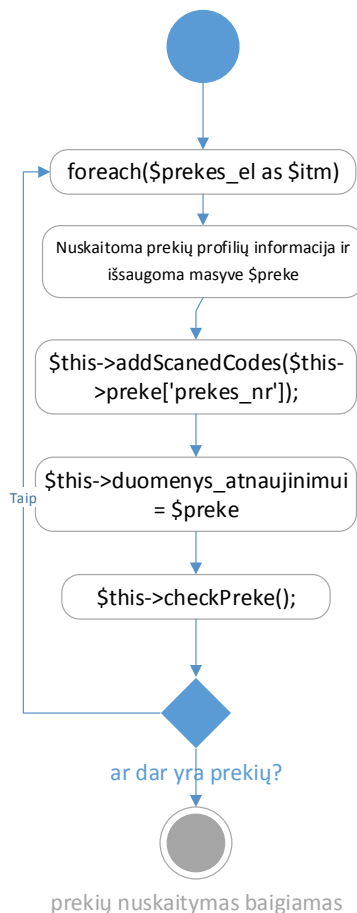 foreach($prekes_el as $itm)
Nuskaitoma prekių profilių informacija ir
išsaugoma masyve $preke
$this->addScanedCodes($this-
>preke['prekes_nr']);
$this->duomenys_atnaujinimui
= $preke
Taip
$this->checkPreke();
ar dar yra prekių?
prekių nuskaitymas baigiamas